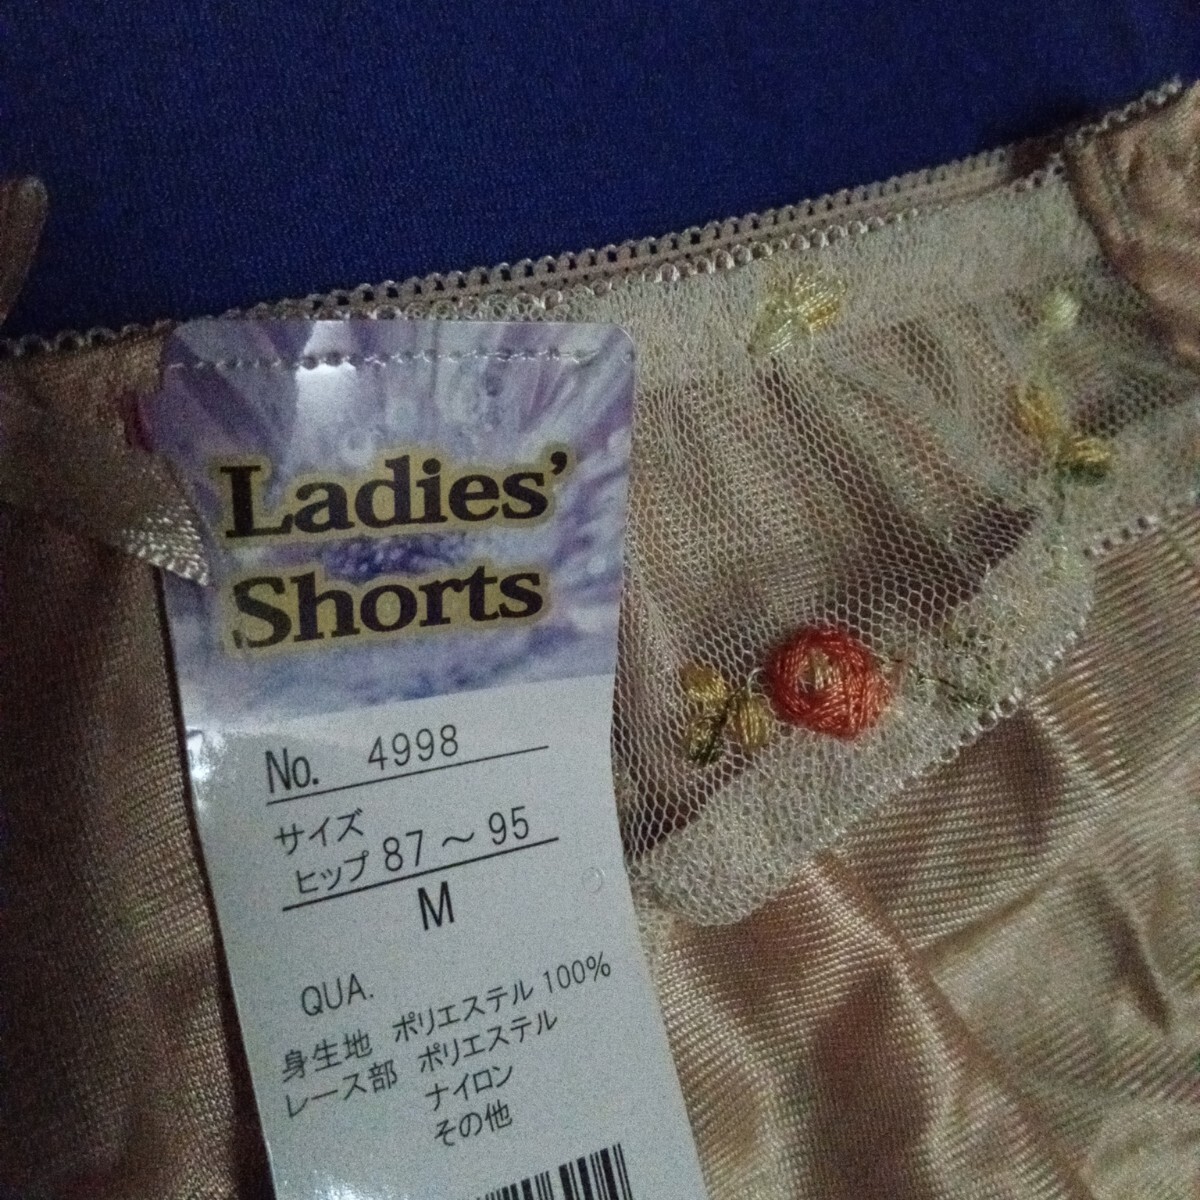 Ladies'
Shorts
No. 4998
サイズ
ヒップ 87～95
M
QUA.
身生地 ポリエステル 100%
レース部 ポリエステル
ナイロン
その他